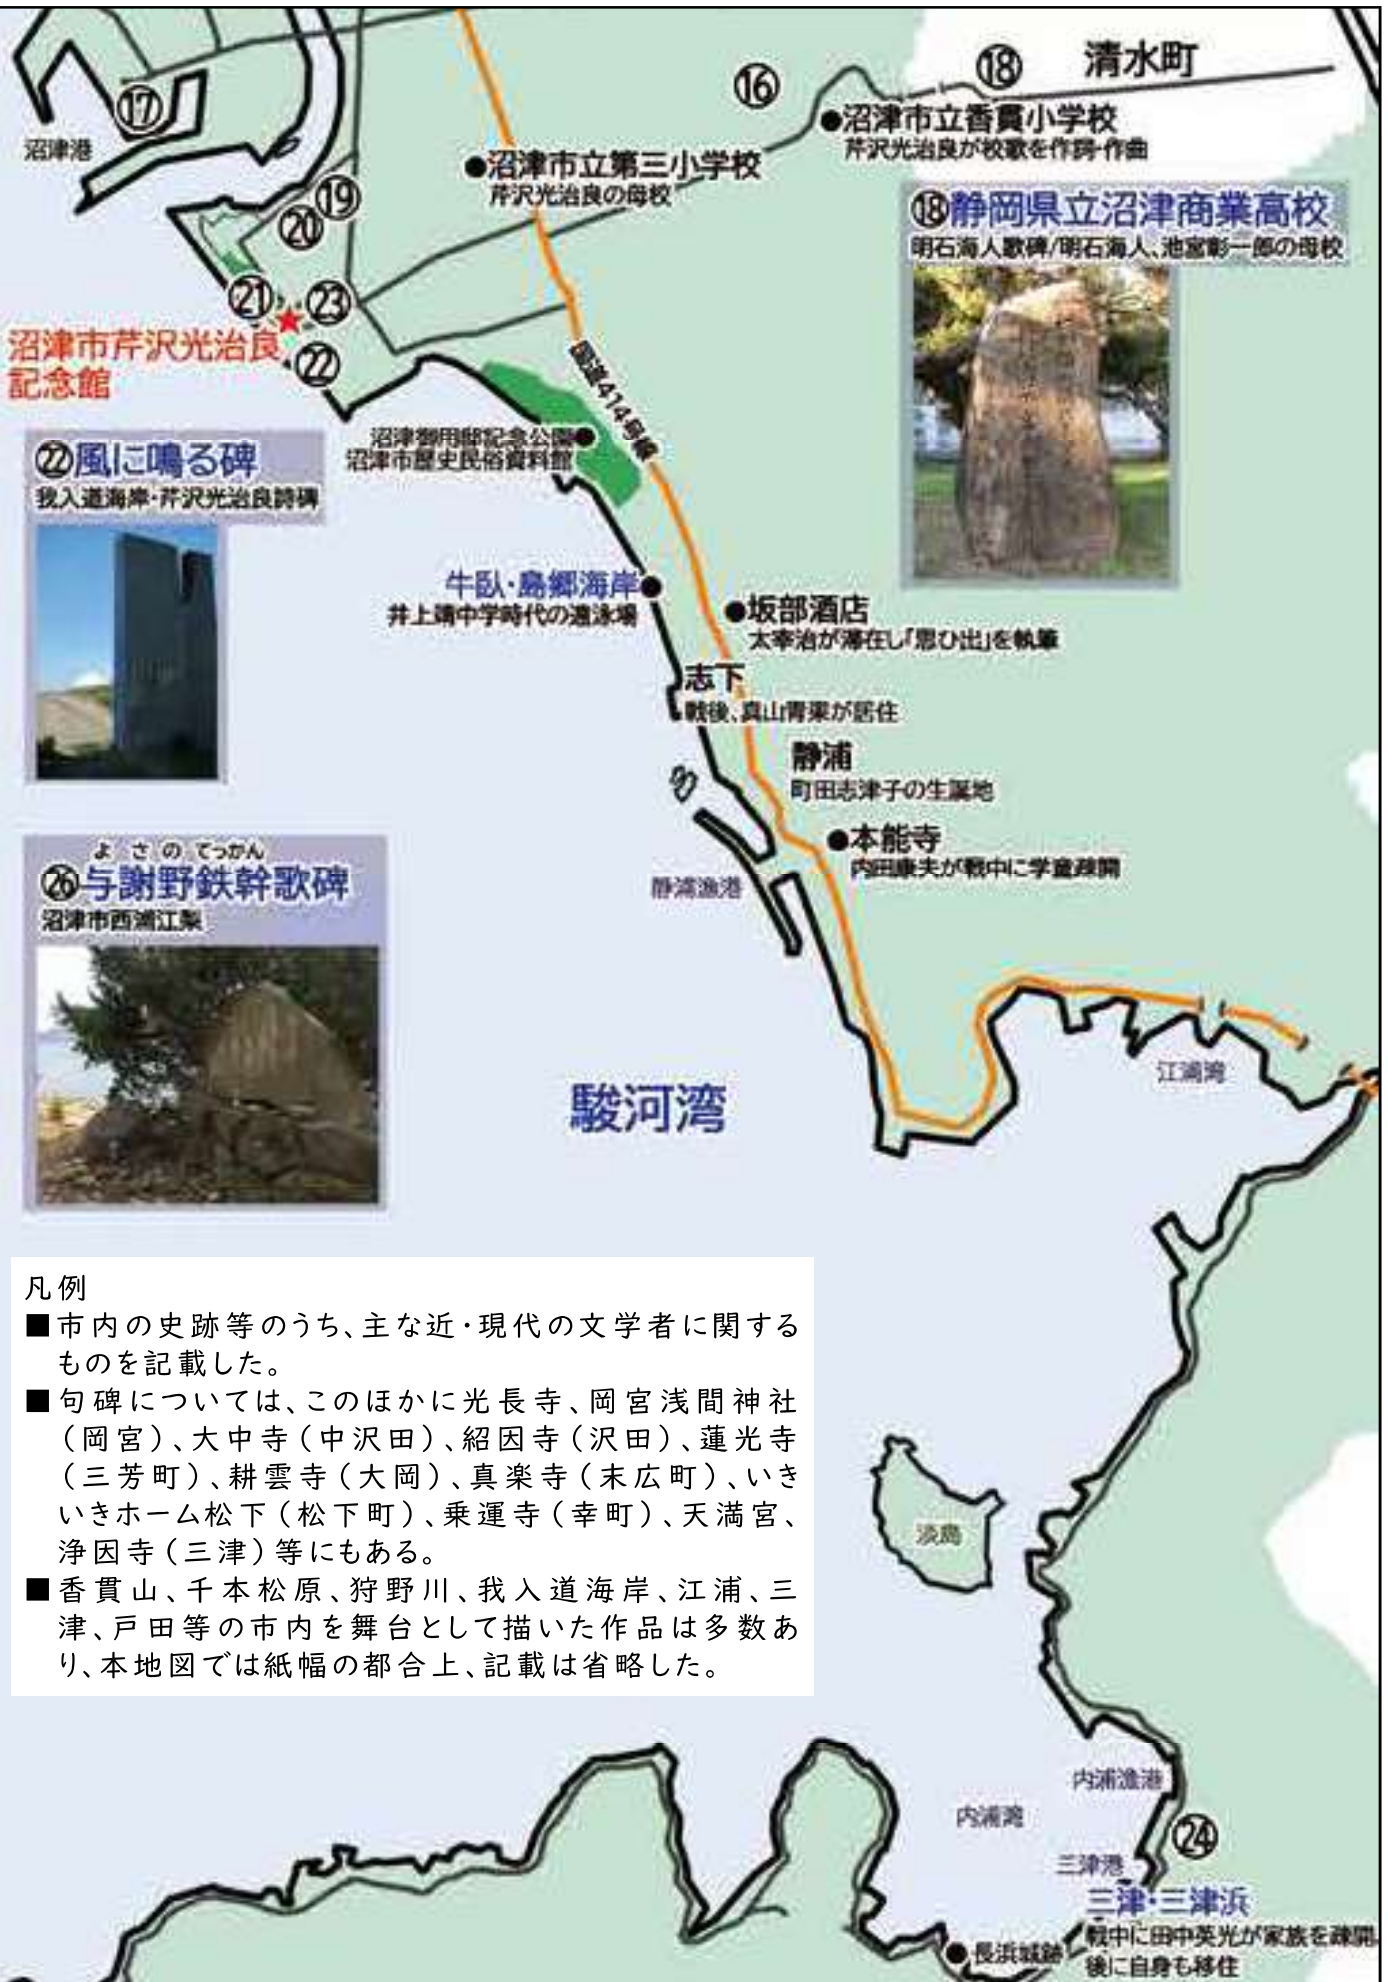 ⑰
沼津港
⑯
⑱
清水町
●沼津市立香貫小学校
芹沢光治良が校歌を作詞・作曲
●沼津市立第三小学校
芹沢光治良の母校
⑱静岡県立沼津商業高校
明石海人歌碑/明石海人、池宮彰一郎の母校
⑲
⑳
㉑
㉓
沼津市芹沢光治良
記念館
㉒
国道414号線
沼津御用邸記念公園
沼津市歴史民俗資料館
㉒風に鳴る碑
我入道海岸・芹沢光治良詩碑
牛臥・島郷海岸
井上靖中学時代の遠泳場
●坂部酒店
太宰治が滞在し「思ひ出」を執筆
志下
戦後、真山青果が居住
静浦
町田志津子の生誕地
●本能寺
内田康夫が戦中に学童疎開
静浦漁港
よさのてっかん
㉖与謝野鉄幹歌碑
沼津市西浦江梨
駿河湾
江浦湾
凡例
■市内の史跡等のうち、主な近・現代の文学者に関する
ものを記載した。
■句碑については、このほかに光長寺、岡宮浅間神社
(岡宮)、大中寺(中沢田)、紹因寺(沢田)、蓮光寺
(三芳町)、耕雲寺(大岡)、真楽寺(末広町)、いき
いきホーム松下(松下町)、乗運寺(幸町)、天満宮、
浄因寺(三津)等にもある。
■香貫山、千本松原、狩野川、我入道海岸、江浦、三
津、戸田等の市内を舞台として描いた作品は多数あ
り、本地図では紙幅の都合上、記載は省略した。
淡島
内浦漁港
内浦湾
㉔
三津港
三津・三津浜
戦中に田中英光が家族を疎開
後に自身も移住
●長浜城跡